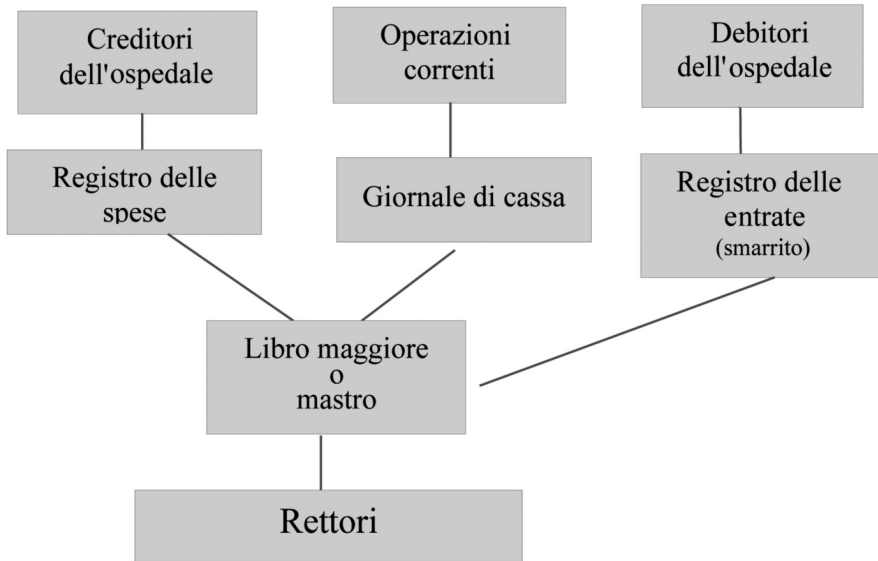 Creditori
dell'ospedale
Operazioni
correnti
Debitori
dell'ospedale
Registro delle
spese
Giornale di cassa
Registro delle
entrate
(smarrito)
Libro maggiore
o
mastro
Rettori